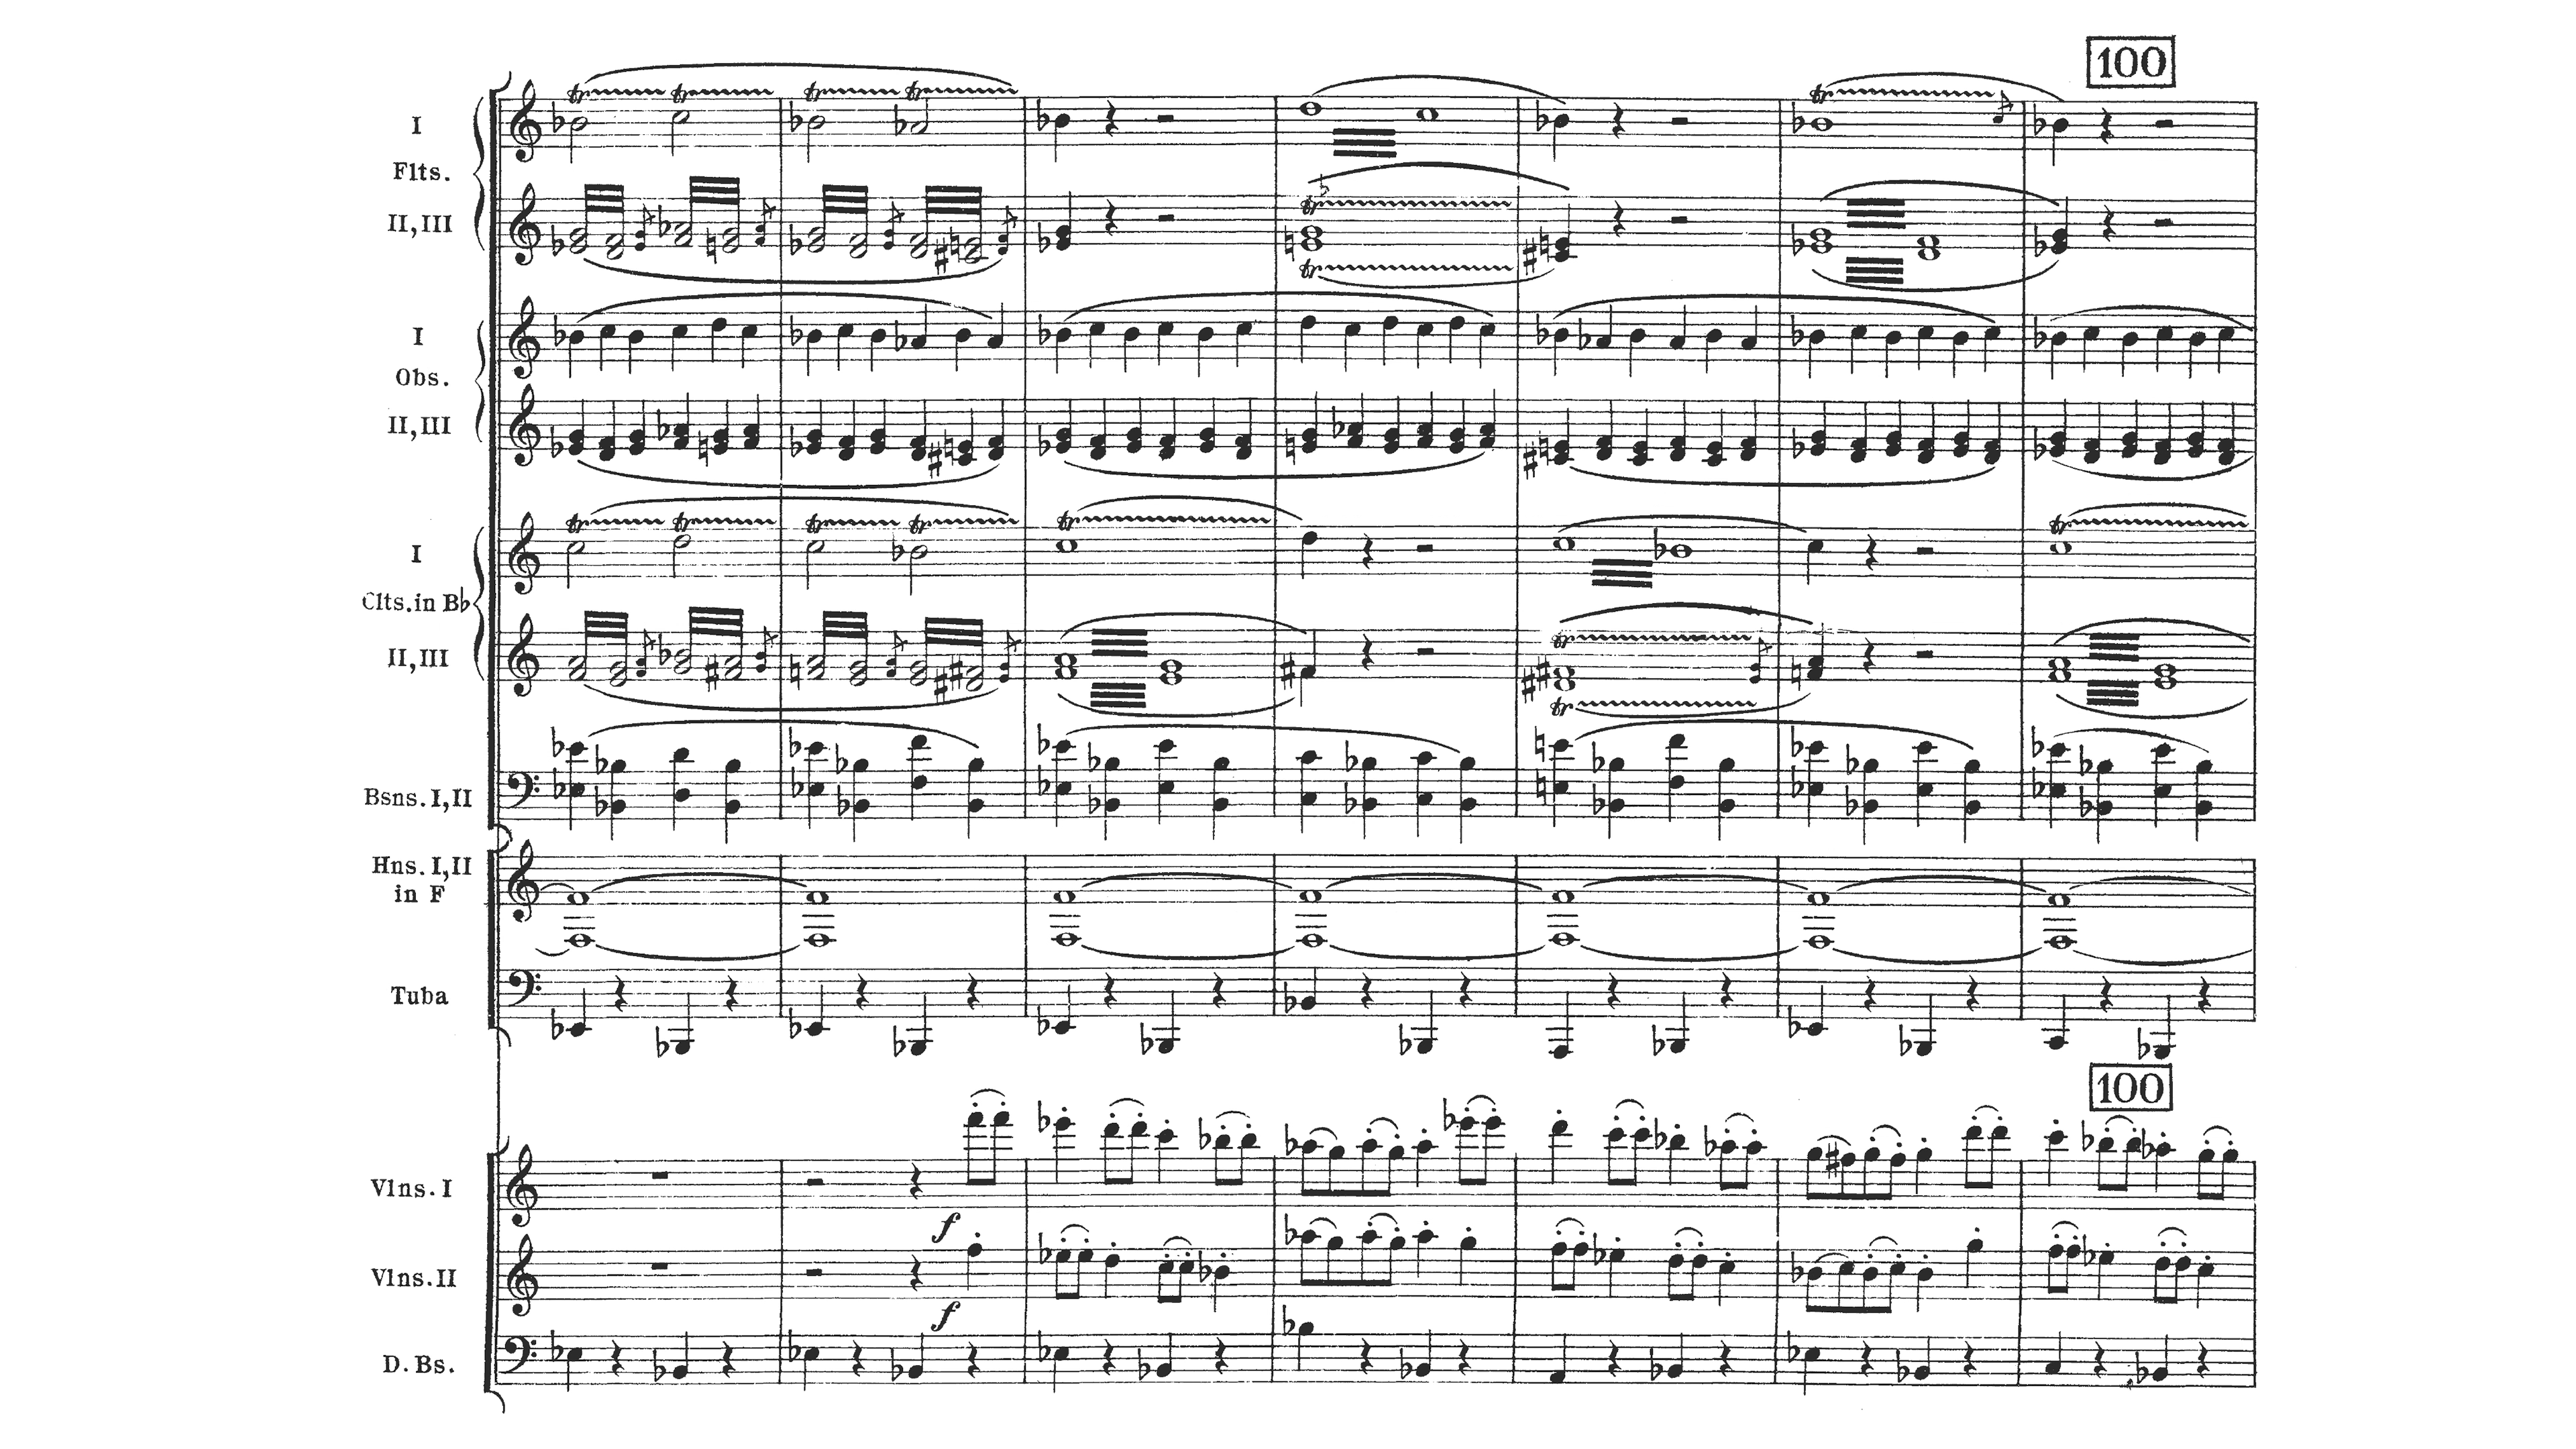 100
I
Flts.
II,III
I
Obs.
II,III
I
Clts.in B♭
II,III
Bsns. I,II
Hns. I,II
in F
Tuba
100
Vlns. I
f
Vlns. II
f
D. Bs.